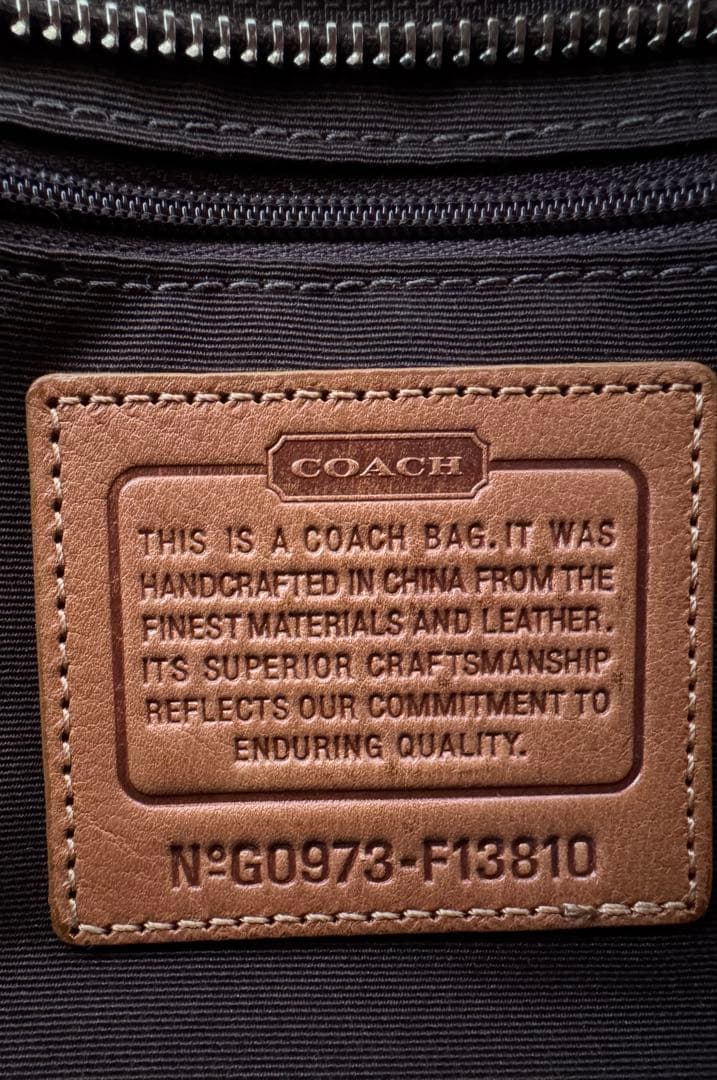 COACH
THIS IS A COACH BAG. IT WAS
HANDCRAFTED IN CHINA FROM THE
FINEST MATERIALS AND LEATHER.
ITS SUPERIOR CRAFTSMANSHIP
REFLECTS OUR COMMITMENT TO
ENDURING QUALITY.
NºG0973-F13810